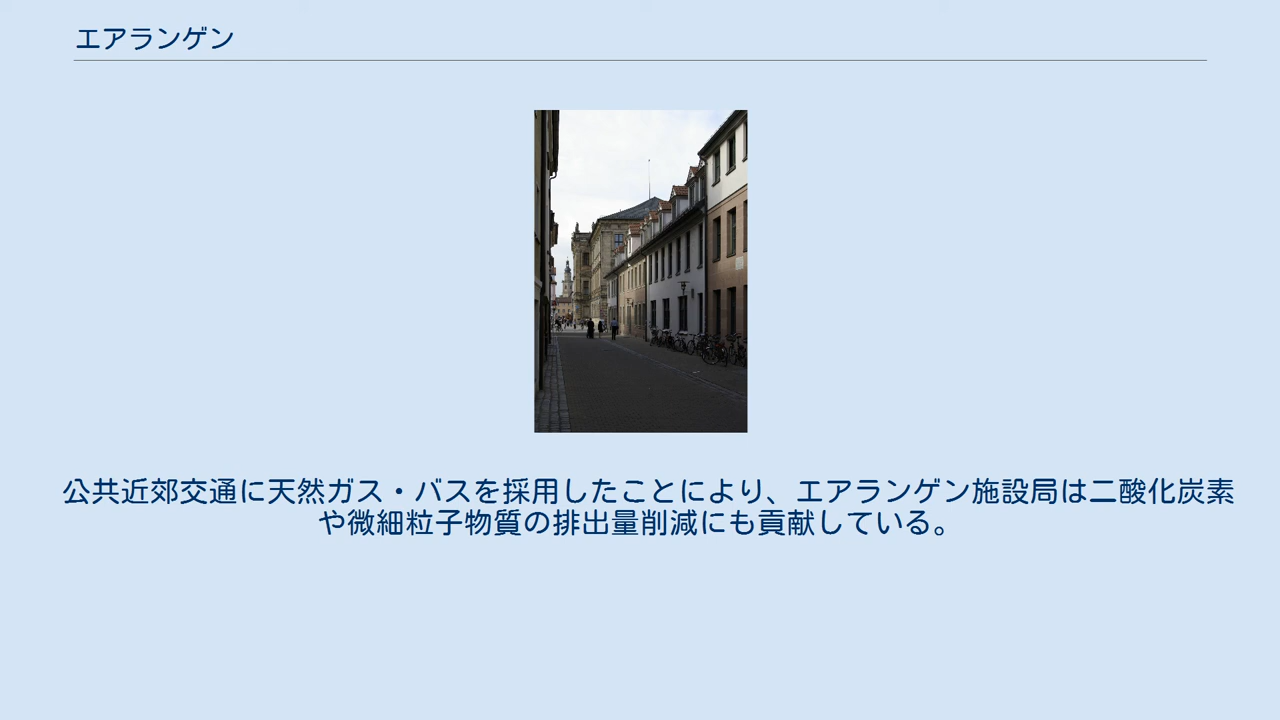 エアランゲン
公共近郊交通に天然ガス・バスを採用したことにより、エアランゲン施設局は二酸化炭素
や微細粒子物質の排出量削減にも貢献している。